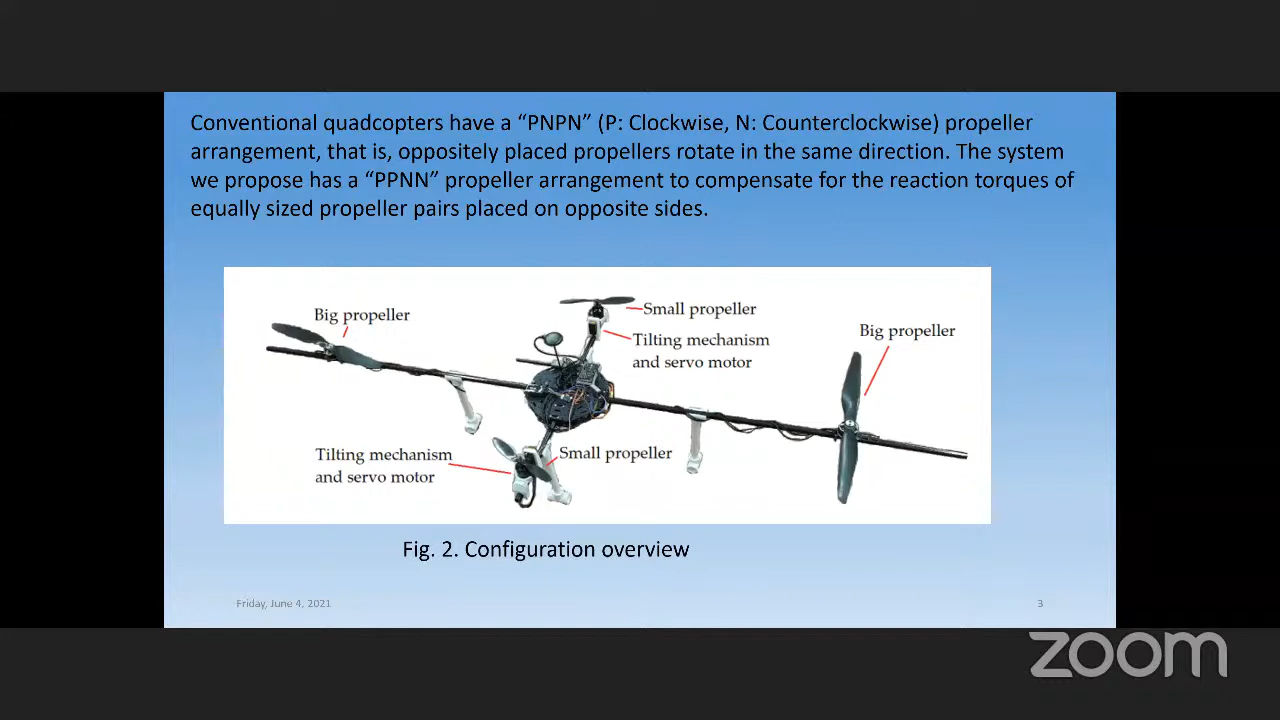 Conventional quadcopters have a “PNPN” (P: Clockwise, N: Counterclockwise) propeller
arrangement, that is, oppositely placed propellers rotate in the same direction. The system
we propose has a “PPNN” propeller arrangement to compensate for the reaction torques of
equally sized propeller pairs placed on opposite sides.
Big propeller
Small propeller
Tilting mechanism
and servo motor
Big propeller
Tilting mechanism
and servo motor
Small propeller
Fig. 2. Configuration overview
Friday, June 4, 2021
3
zoom